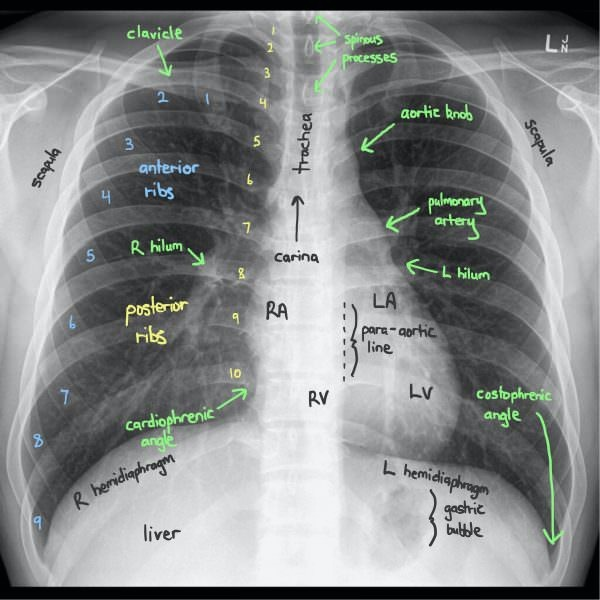 clavicle
spinous
processes
L
J
N
1
2
3
4
5
6
7
8
9
10
2
1
3
4
5
6
7
8
9
anterior
ribs
scapula
trachea
aortic knob
scapula
pulmonary
artery
R hilum
carina
L hilum
posterior
ribs
RA
LA
para-aortic
line
RV
LV
cardiophrenic
angle
costophrenic
angle
R hemidiaphragm
L hemidiaphragm
liver
gastric
bubble